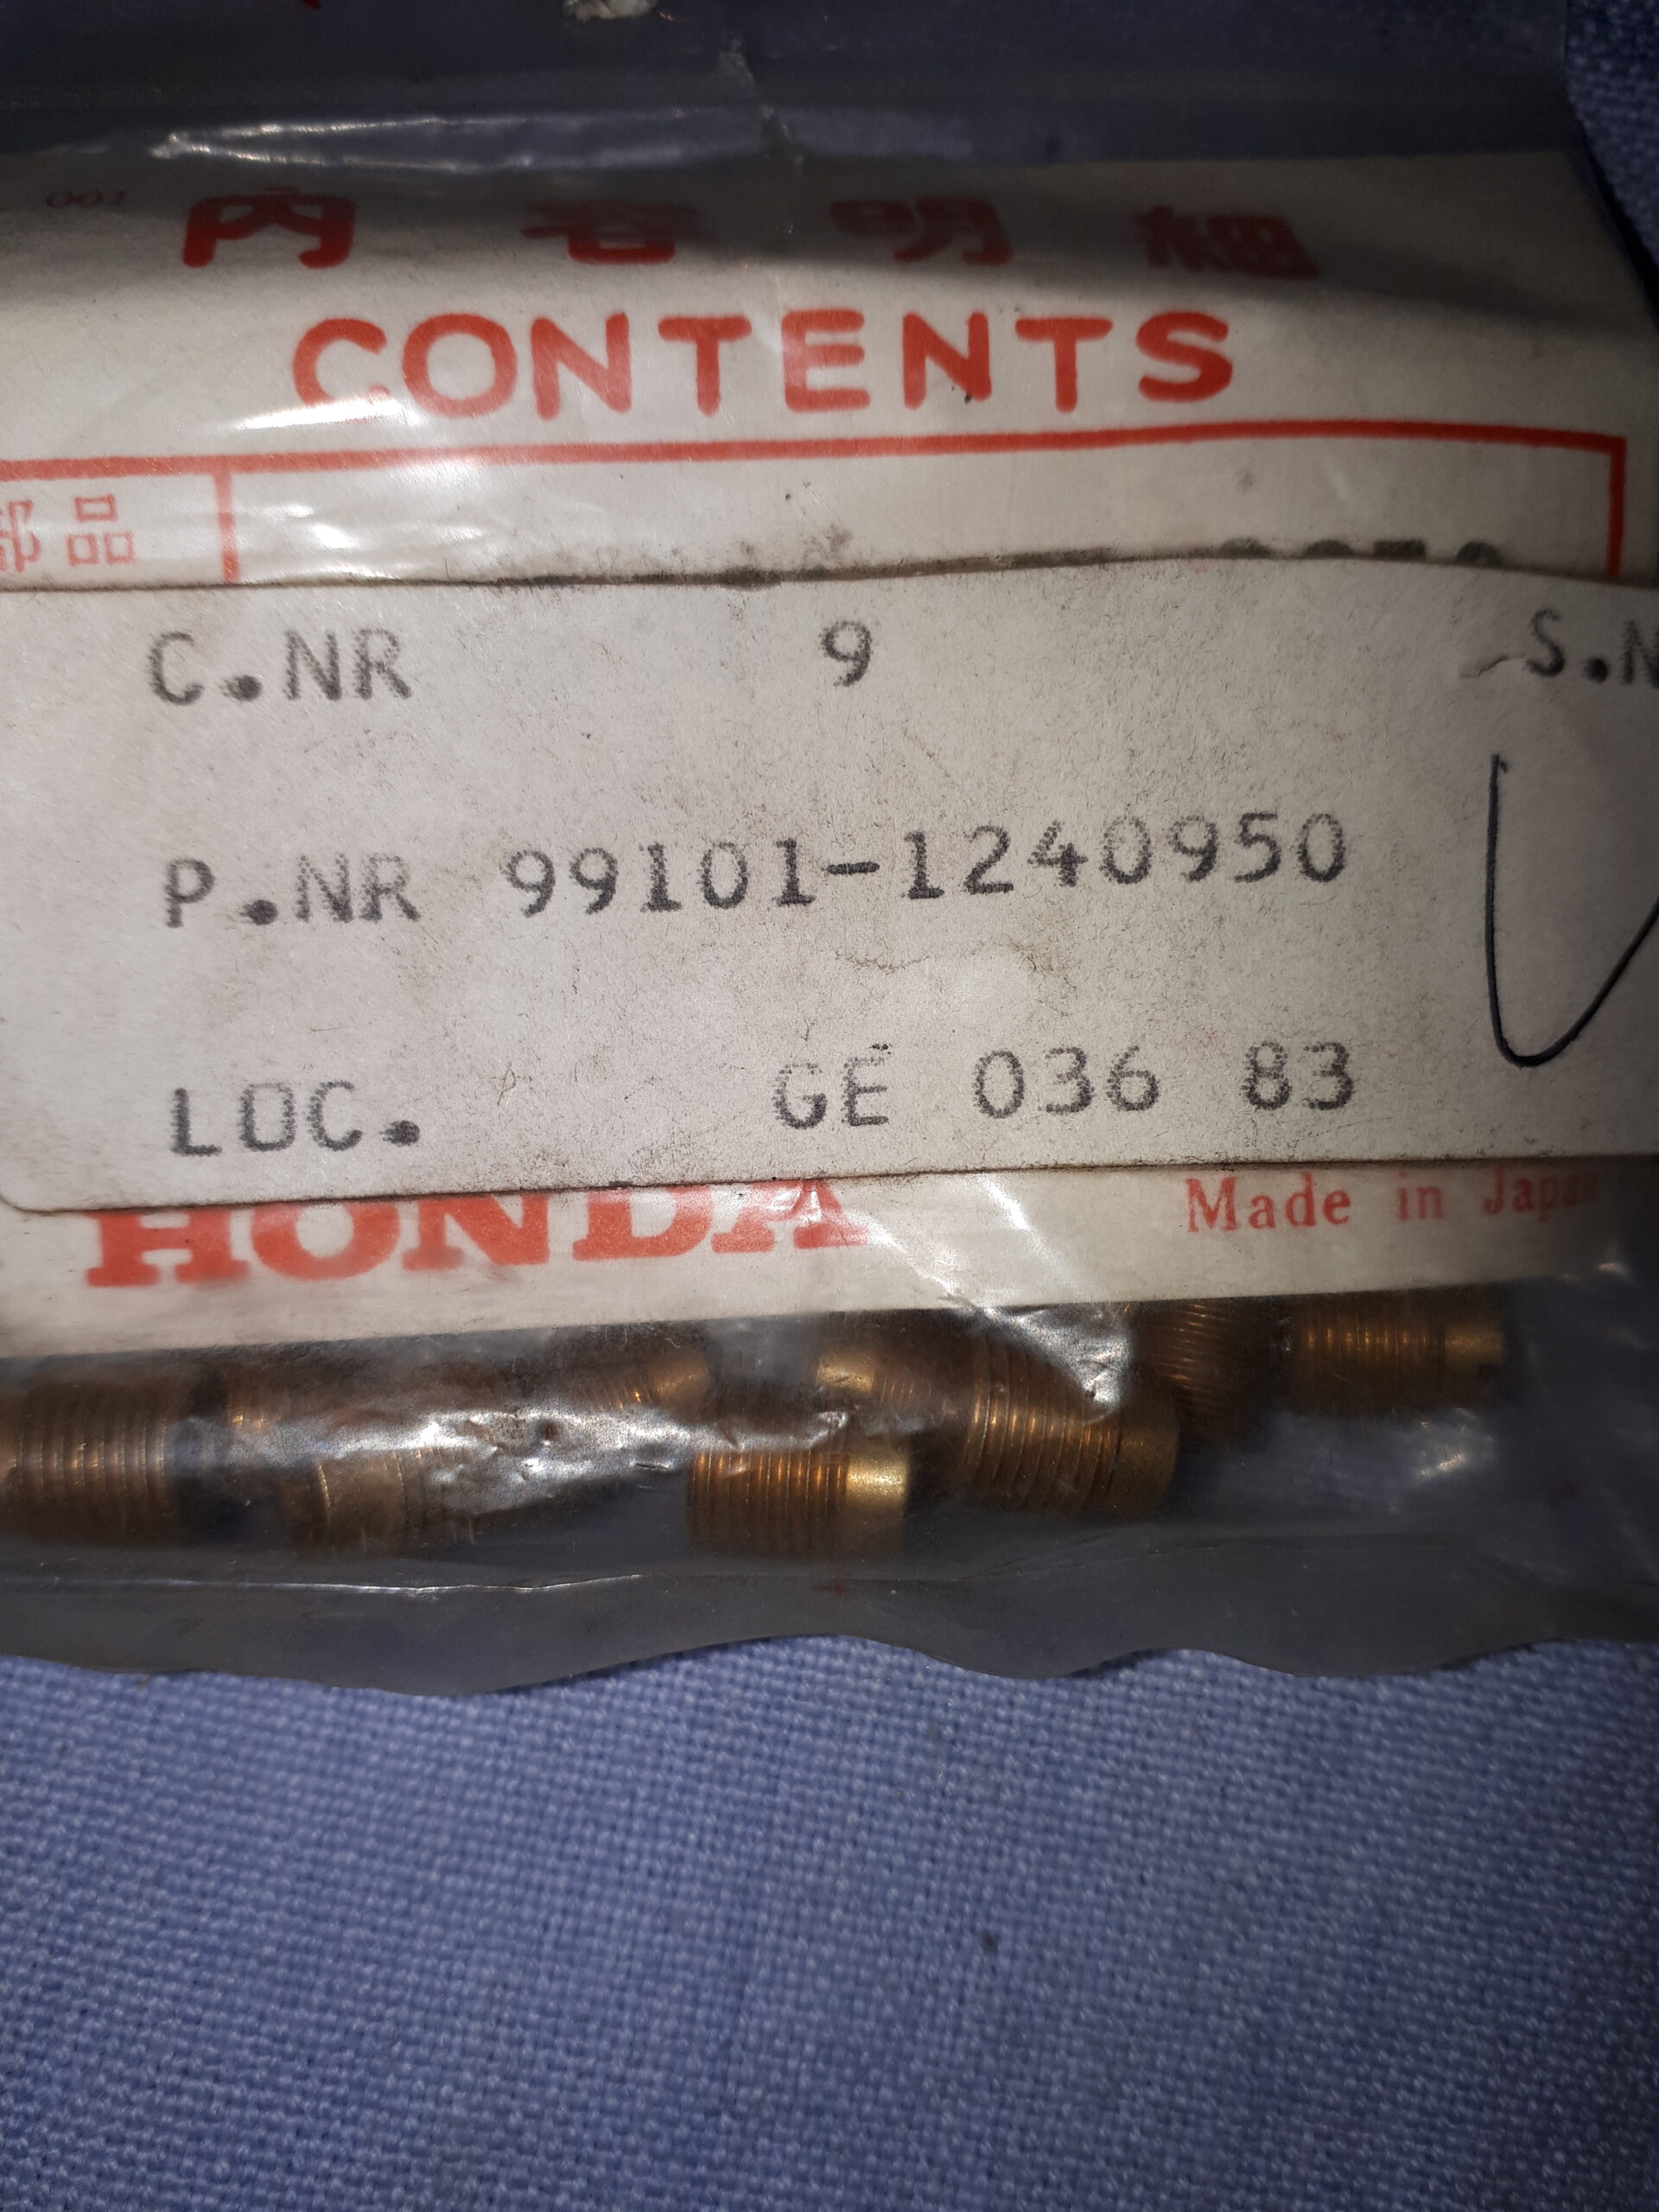 001
内容明細
CONTENTS
部品
C.NR 9 S.N
P.NR 99101-1240950
LOC. GE 036 83
HONDA Made in Japan